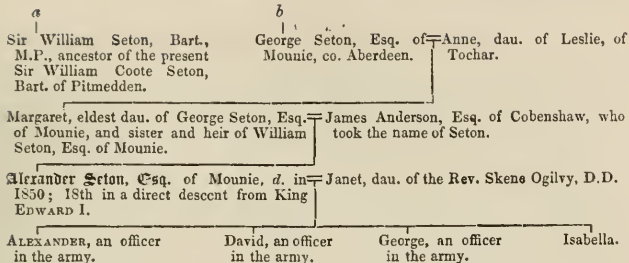 a
b
Sir William Seton, Bart.,
M.P., ancestor of the present
Sir William Coote Seton,
Bart. of Pitmedden.
George Seton, Esq. of
Mounie, co. Aberdeen.
Anne, dau. of Leslie, of
Tochar.
Margaret, eldest dau. of George Seton, Esq.
of Mounie, and sister and heir of William
Seton, Esq. of Mounie.
James Anderson, Esq. of Cobenshaw, who
took the name of Seton.
Alexander Seton, Esq. of Mounie, d. in
1850; 18th in a direct descent from King
EDWARD I.
Janet, dau. of the Rev. Skene Ogilvy, D.D.
ALEXANDER, an officer
in the army.
David, an officer
in the army.
George, an officer
in the army.
Isabella.